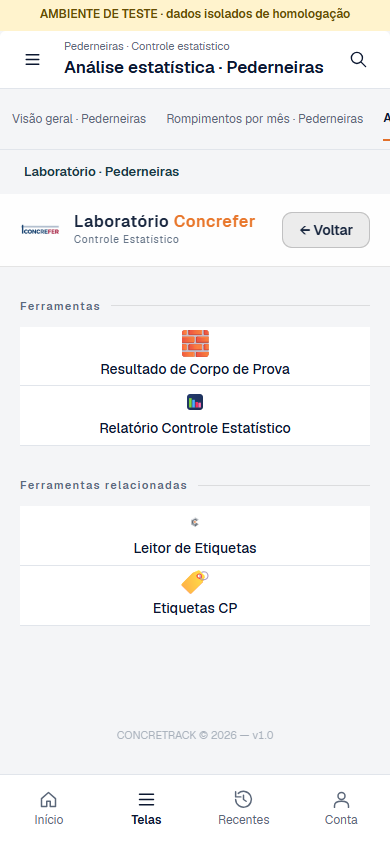 AMBIENTE DE TESTE · dados isolados de homologação
Pederneiras · Controle estatístico
Análise estatística · Pederneiras
Visão geral · Pederneiras
Rompimentos por mês · Pederneiras
A
Laboratório · Pederneiras
CONCREFER
Laboratório Concrefer
Controle Estatístico
← Voltar
Ferramentas
Resultado de Corpo de Prova
Relatório Controle Estatístico
Ferramentas relacionadas
Leitor de Etiquetas
Etiquetas CP
CONCRETRACK © 2026 — v1.0
Início
Telas
Recentes
Conta